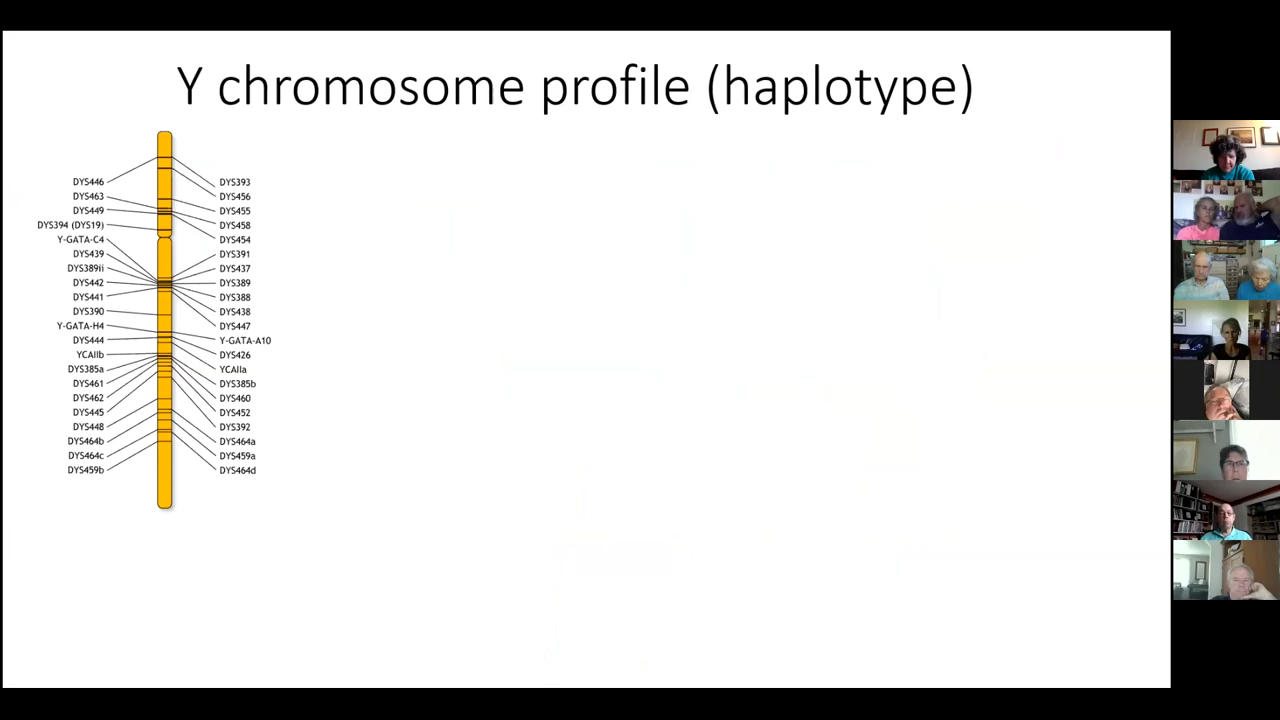 Y chromosome profile (haplotype)
DYS446
DYS463
DYS449
DYS394 (DYS19)
Y-GATA-C4
DYS439
DYS389ii
DYS442
DYS441
DYS390
Y-GATA-H4
DYS444
YCAIIb
DYS385a
DYS461
DYS462
DYS445
DYS448
DYS464b
DYS464c
DYS459b
DYS393
DYS456
DYS455
DYS458
DYS454
DYS391
DYS437
DYS389
DYS388
DYS438
DYS447
Y-GATA-A10
DYS426
YCAIIa
DYS385b
DYS460
DYS452
DYS392
DYS464a
DYS459a
DYS464d